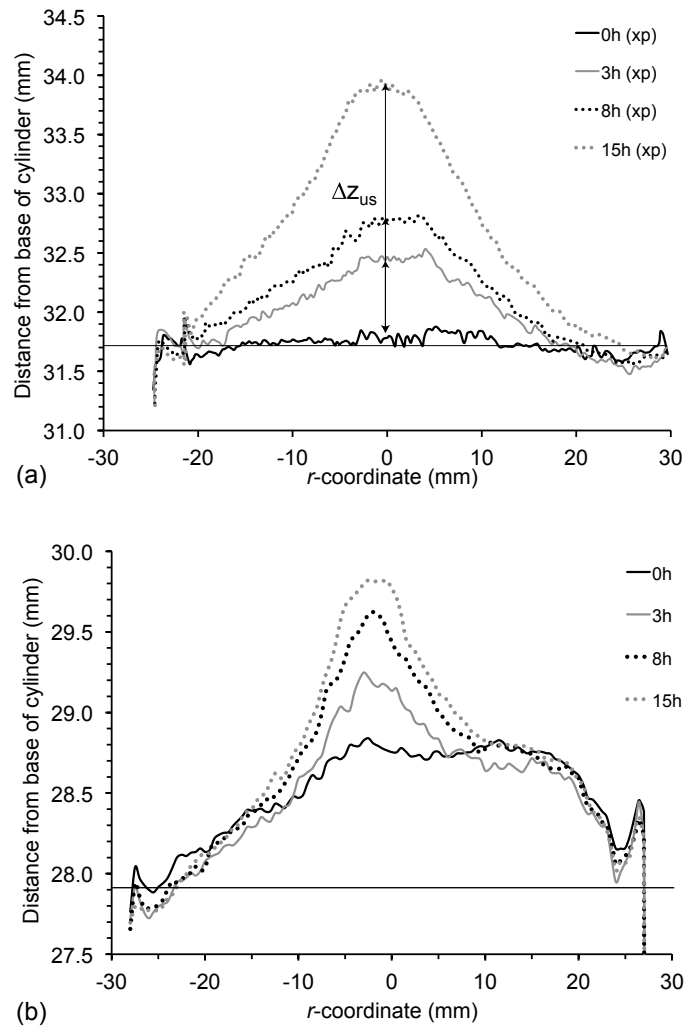 34.5
34.0
33.5
33.0
32.5
32.0
31.5
31.0
Distance from base of cylinder (mm)
0h (xp)
3h (xp)
8h (xp)
15h (xp)
Δz_us
-30 -20 -10 0 10 20 30
(a) r-coordinate (mm)
30.0
29.5
29.0
28.5
28.0
27.5
Distance from base of cylinder (mm)
0h
3h
8h
15h
-30 -20 -10 0 10 20 30
(b) r-coordinate (mm)